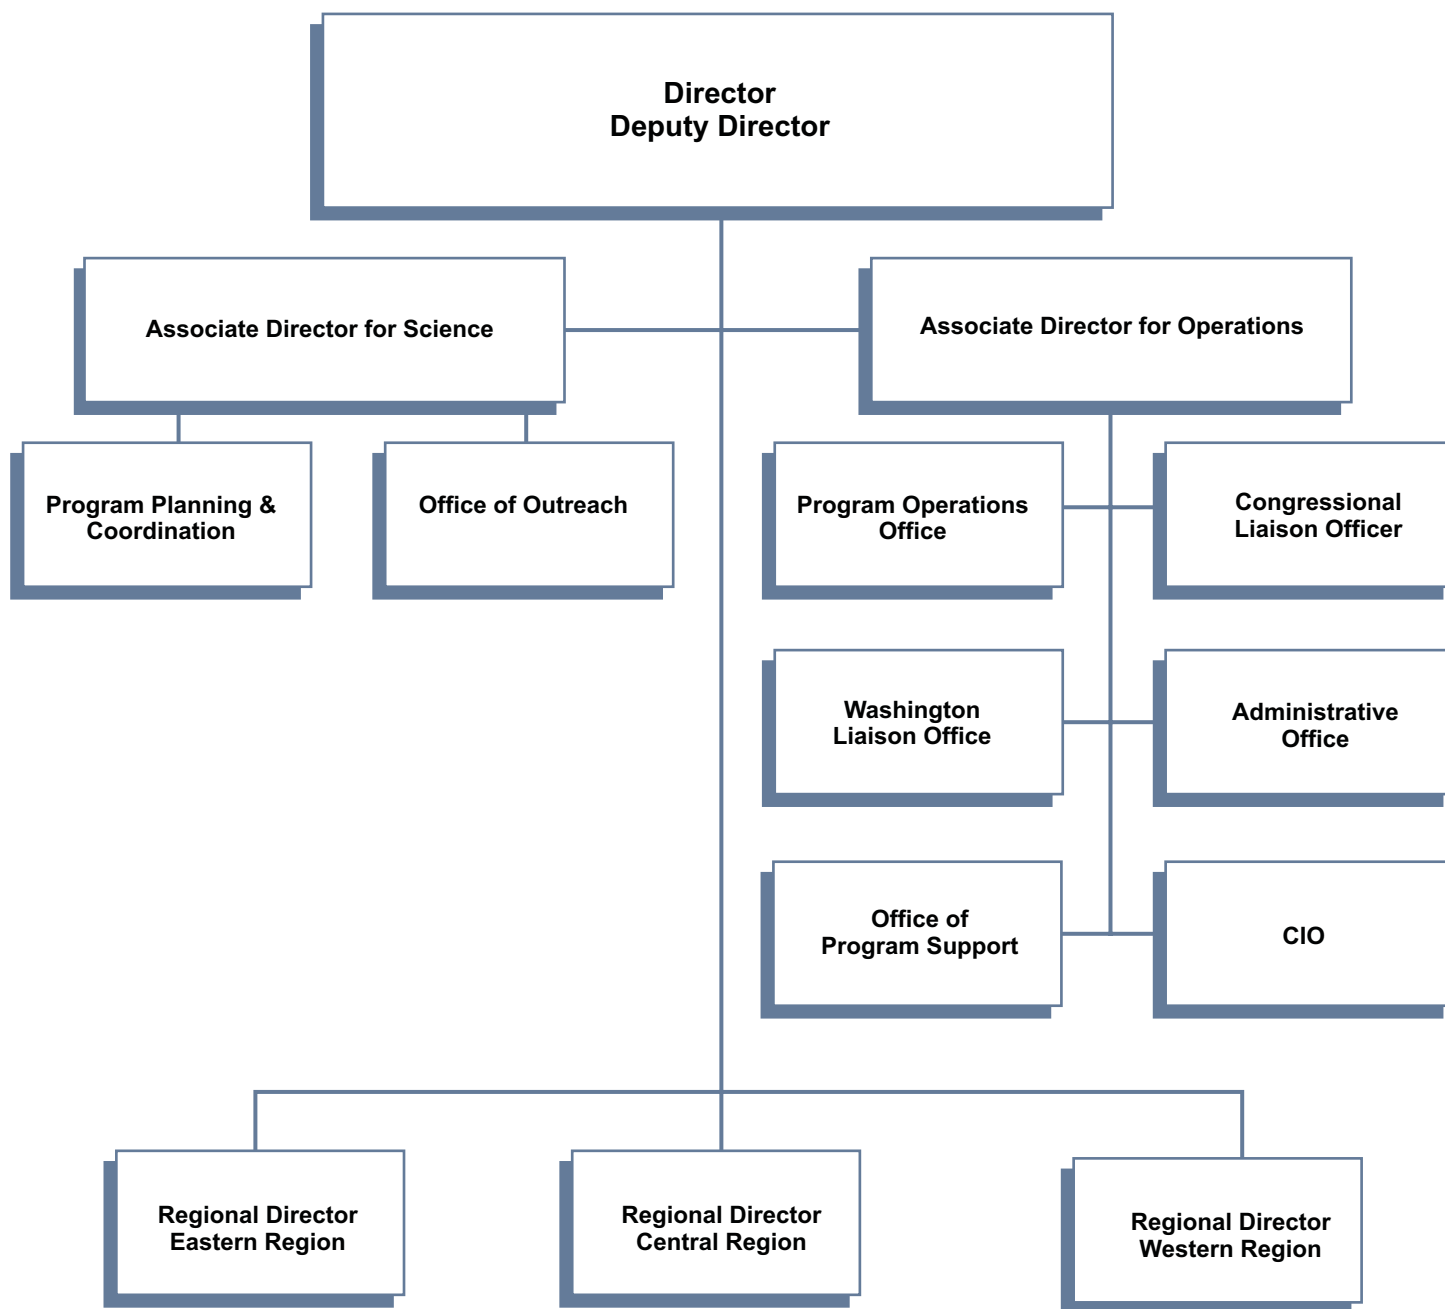 Director
Deputy Director
Associate Director for Science
Associate Director for Operations
Program Planning &
Coordination
Office of Outreach
Program Operations
Office
Congressional
Liaison Officer
Washington
Liaison Office
Administrative
Office
Office of
Program Support
CIO
Regional Director
Eastern Region
Regional Director
Central Region
Regional Director
Western Region